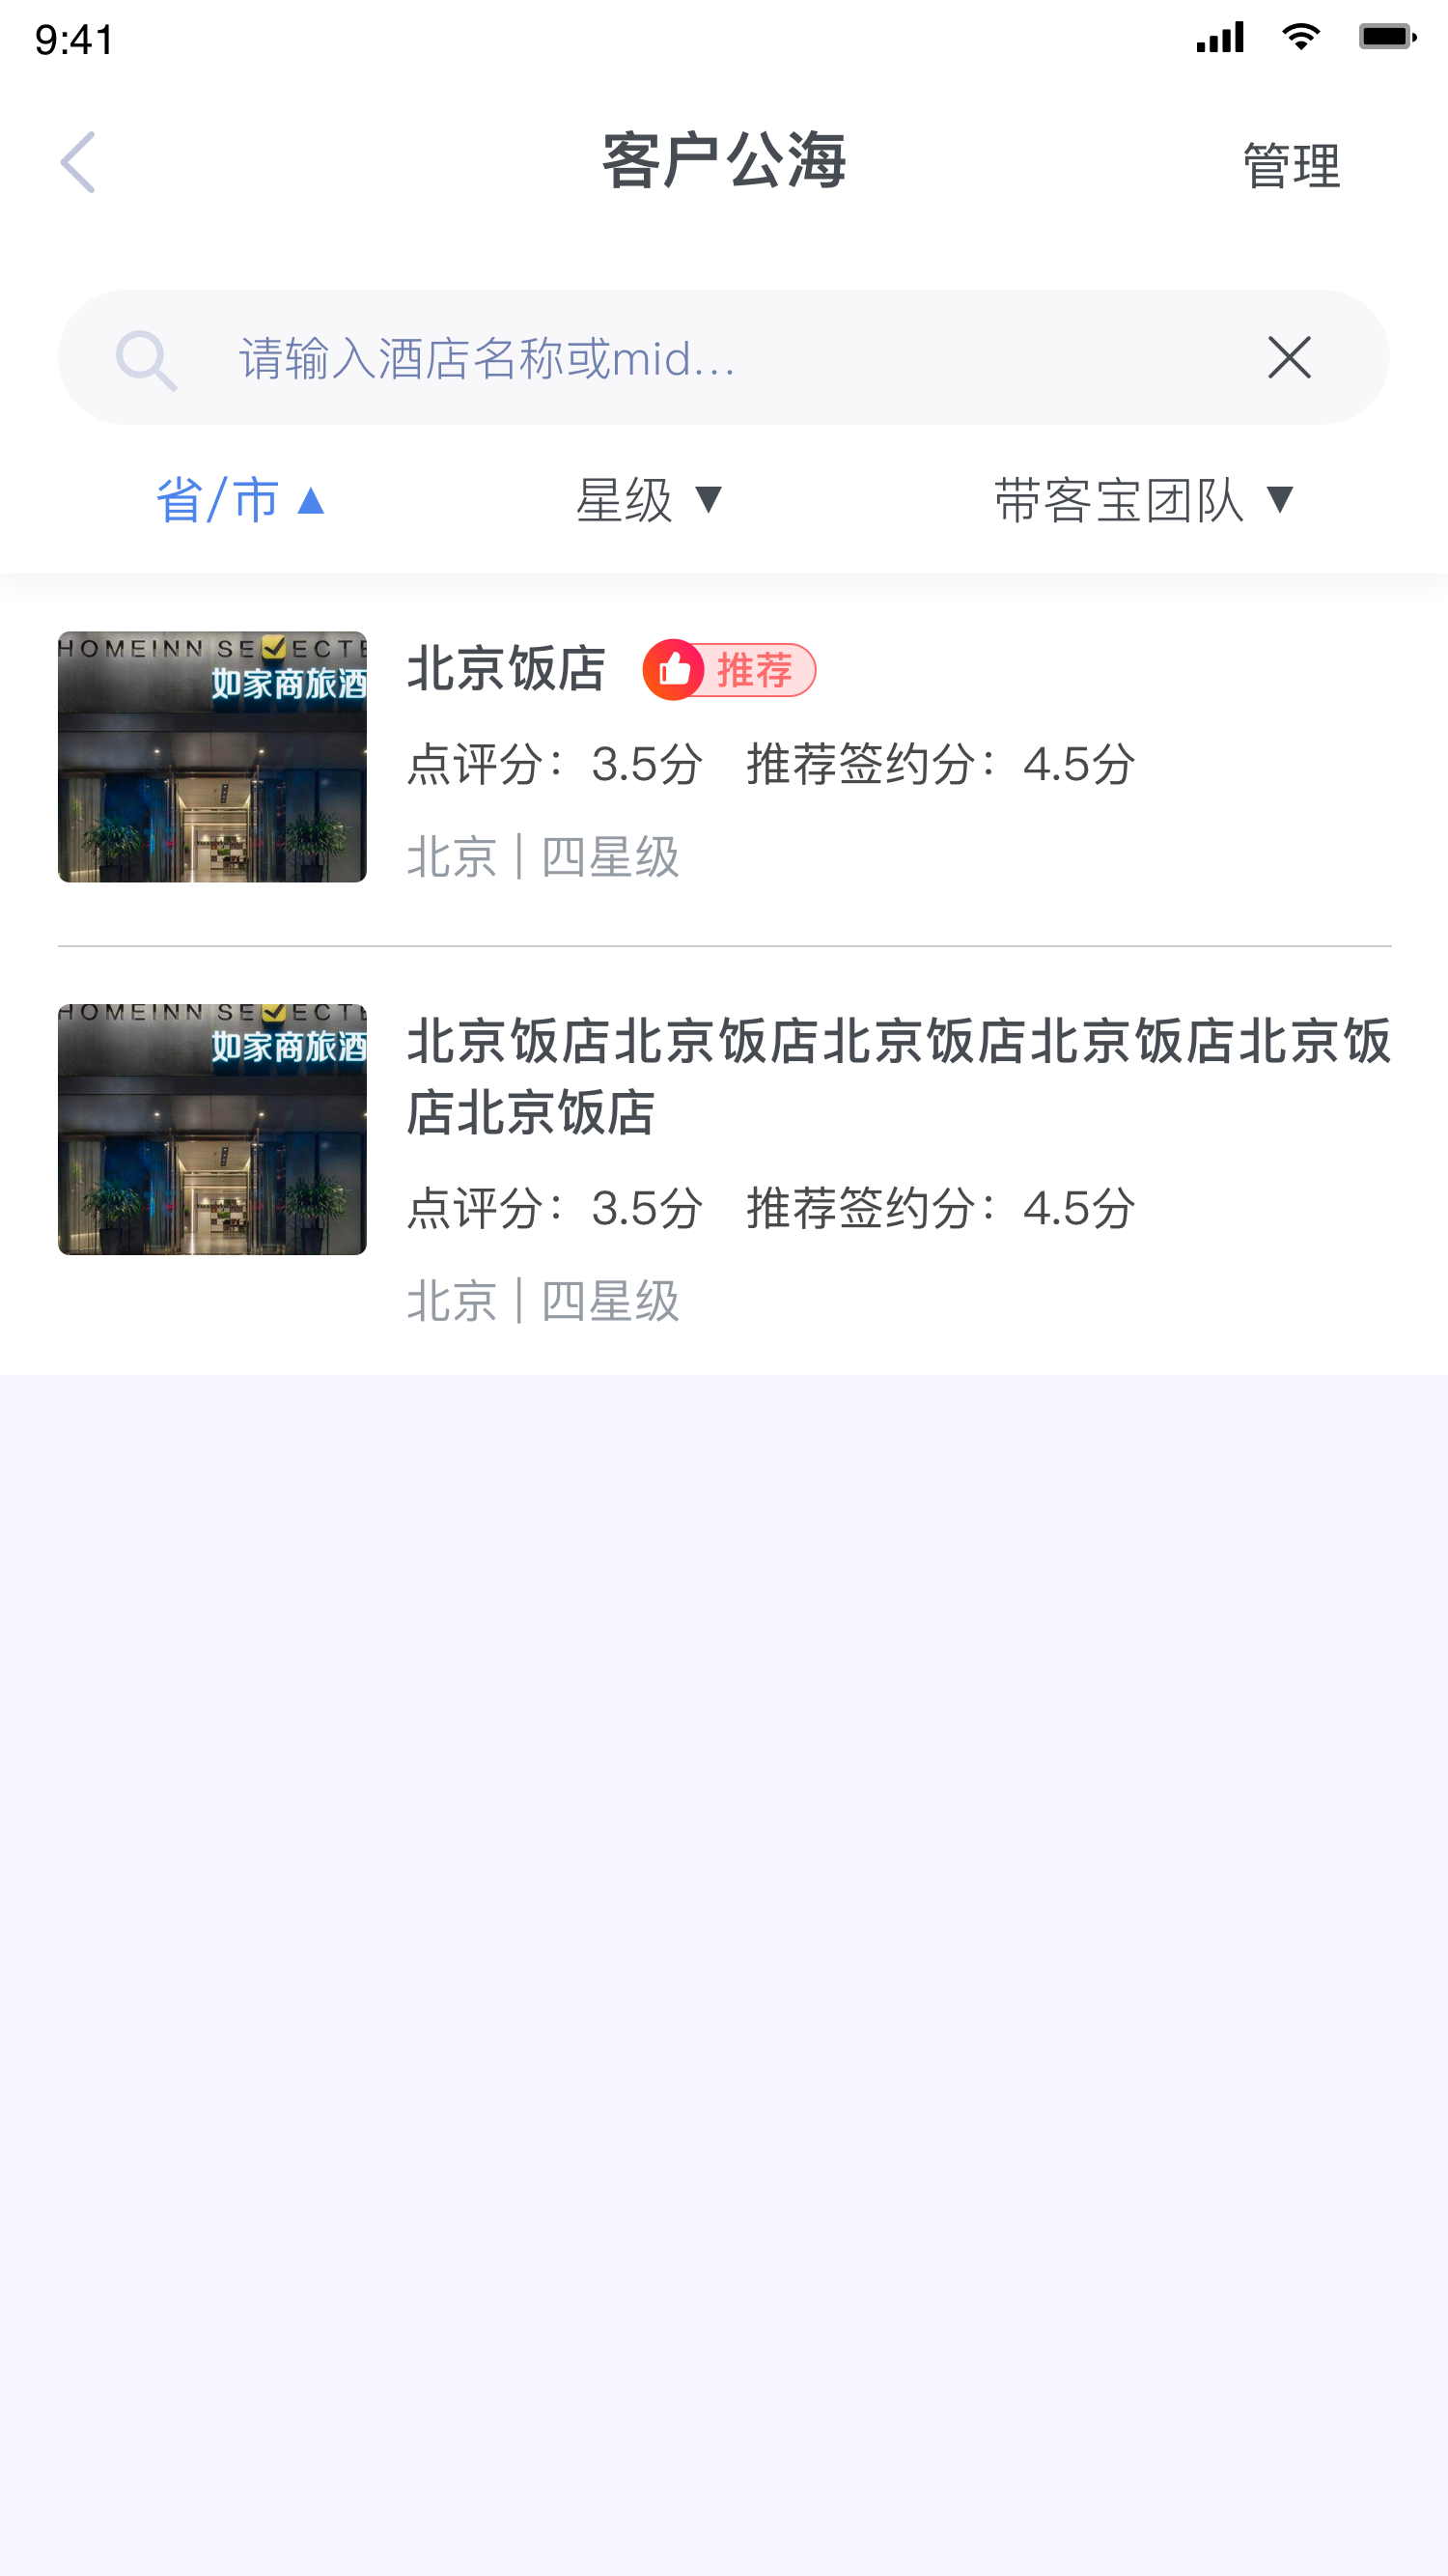 9:41
客户公海
管理
请输入酒店名称或mid...
省/市 ▲
星级 ▼
带客宝团队 ▼
HOMEINN SELECTE
如家商旅酒
北京饭店
推荐
点评分：3.5分 推荐签约分：4.5分
北京 | 四星级
HOMEINN SELECTE
如家商旅酒
北京饭店北京饭店北京饭店北京饭店北京饭
店北京饭店
点评分：3.5分 推荐签约分：4.5分
北京 | 四星级